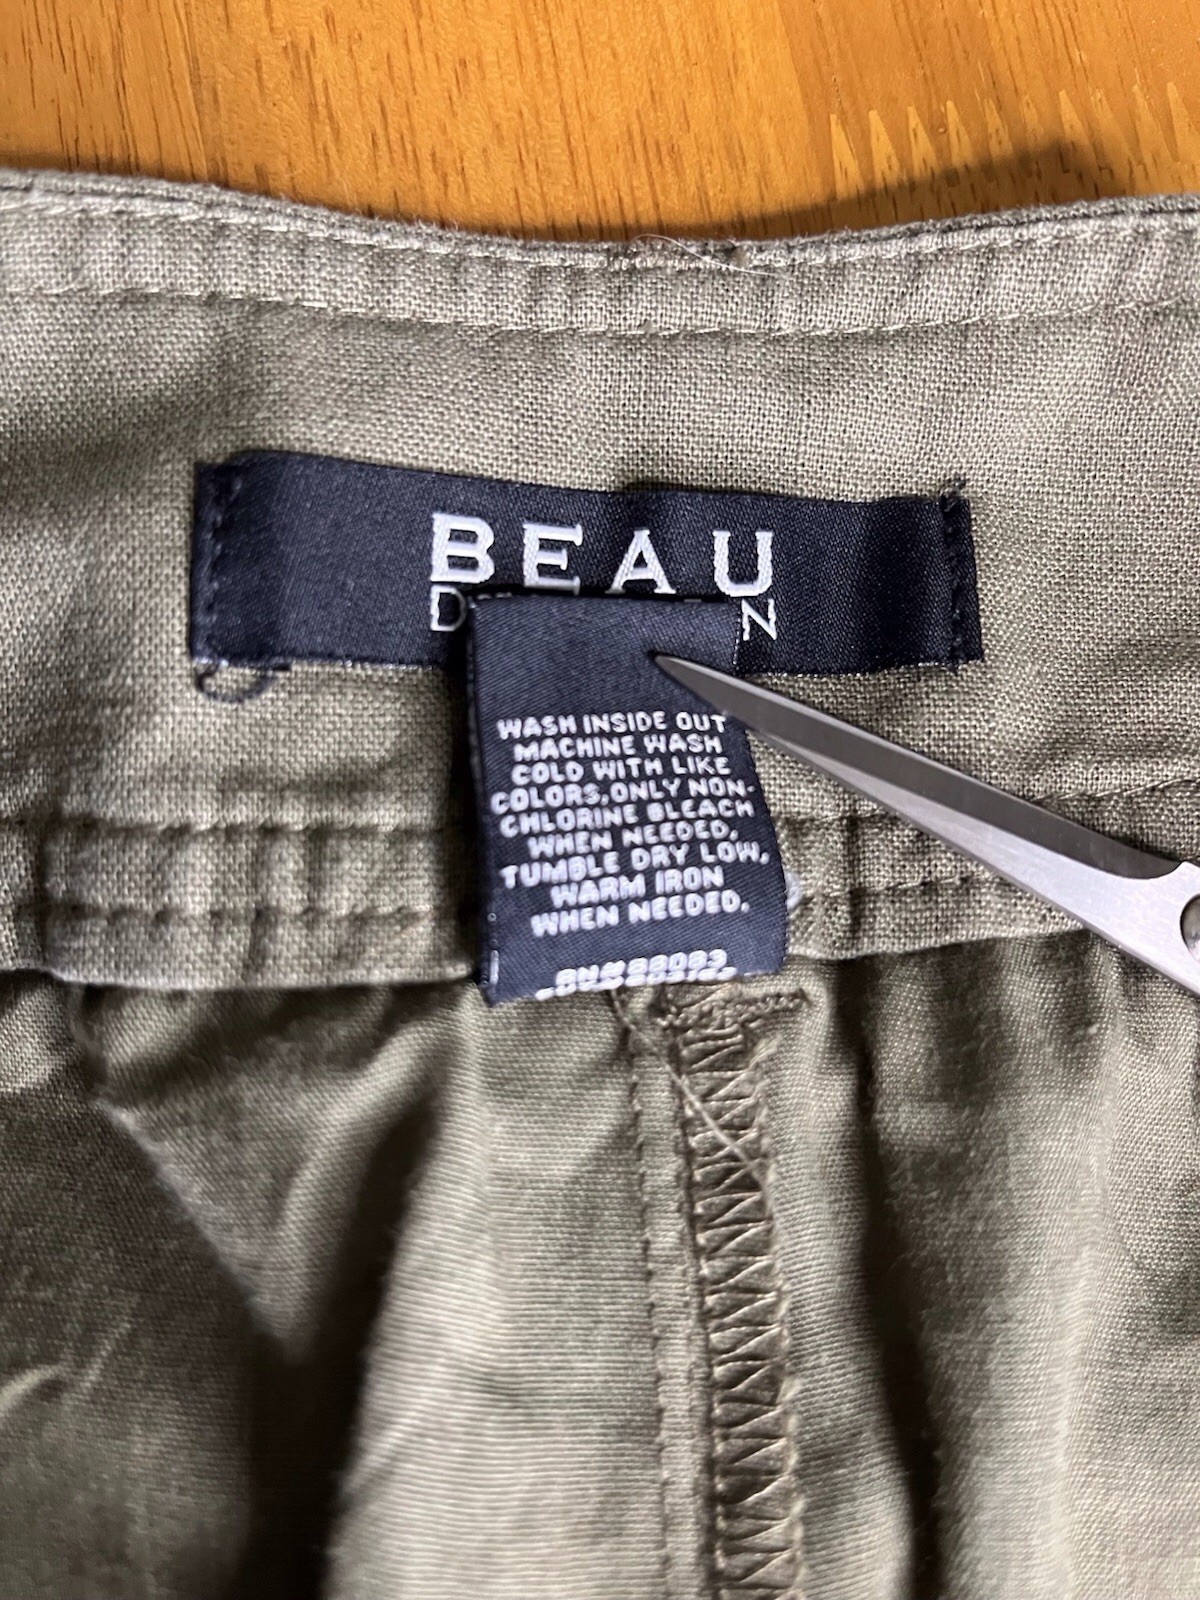 BEAU
WASH INSIDE OUT
MACHINE WASH
COLD WITH LIKE
COLORS, ONLY NON-
CHLORINE BLEACH
WHEN NEEDED.
TUMBLE DRY LOW,
WARM IRON
WHEN NEEDED.